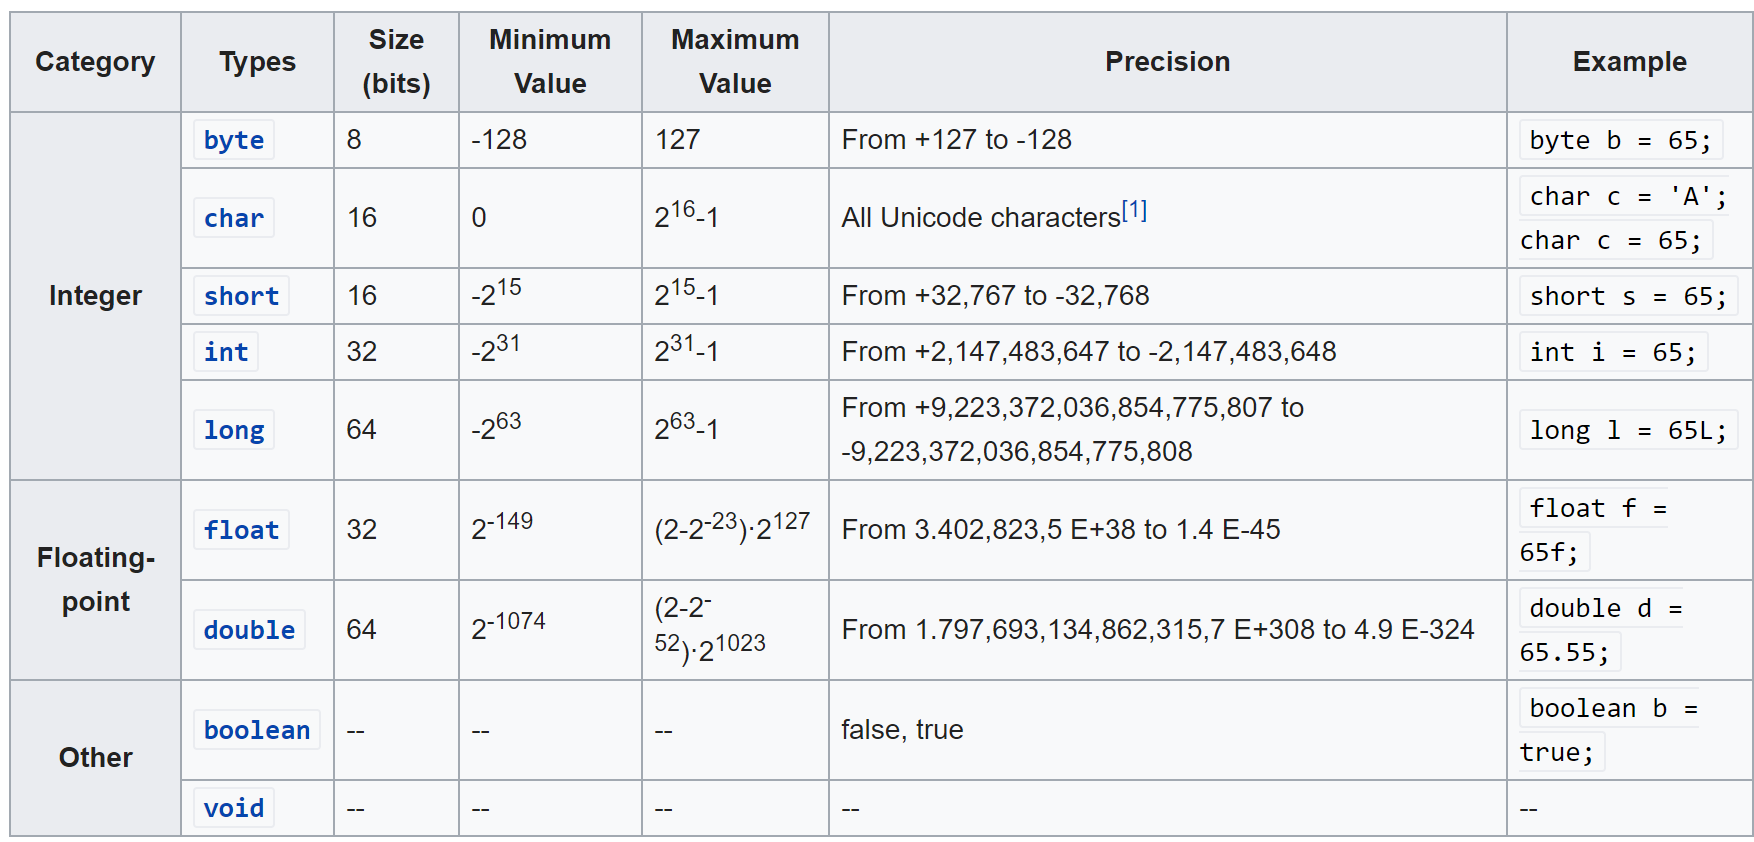 Category Types Size (bits) Minimum Value Maximum Value Precision Example
Integer
byte 8 -128 127 From +127 to -128 byte b = 65;
char 16 0 2^16-1 All Unicode characters[1] char c = 'A';
char c = 65;
short 16 -2^15 2^15-1 From +32,767 to -32,768 short s = 65;
int 32 -2^31 2^31-1 From +2,147,483,647 to -2,147,483,648 int i = 65;
long 64 -2^63 2^63-1 From +9,223,372,036,854,775,807 to
-9,223,372,036,854,775,808 long l = 65L;
Floating-
point
float 32 2^-149 (2-2^-23)·2^127 From 3.402,823,5 E+38 to 1.4 E-45 float f =
65f;
double 64 2^-1074 (2-2^-
52)·2^1023 From 1.797,693,134,862,315,7 E+308 to 4.9 E-324 double d =
65.55;
Other
boolean -- -- -- false, true boolean b =
true;
void -- -- -- -- --